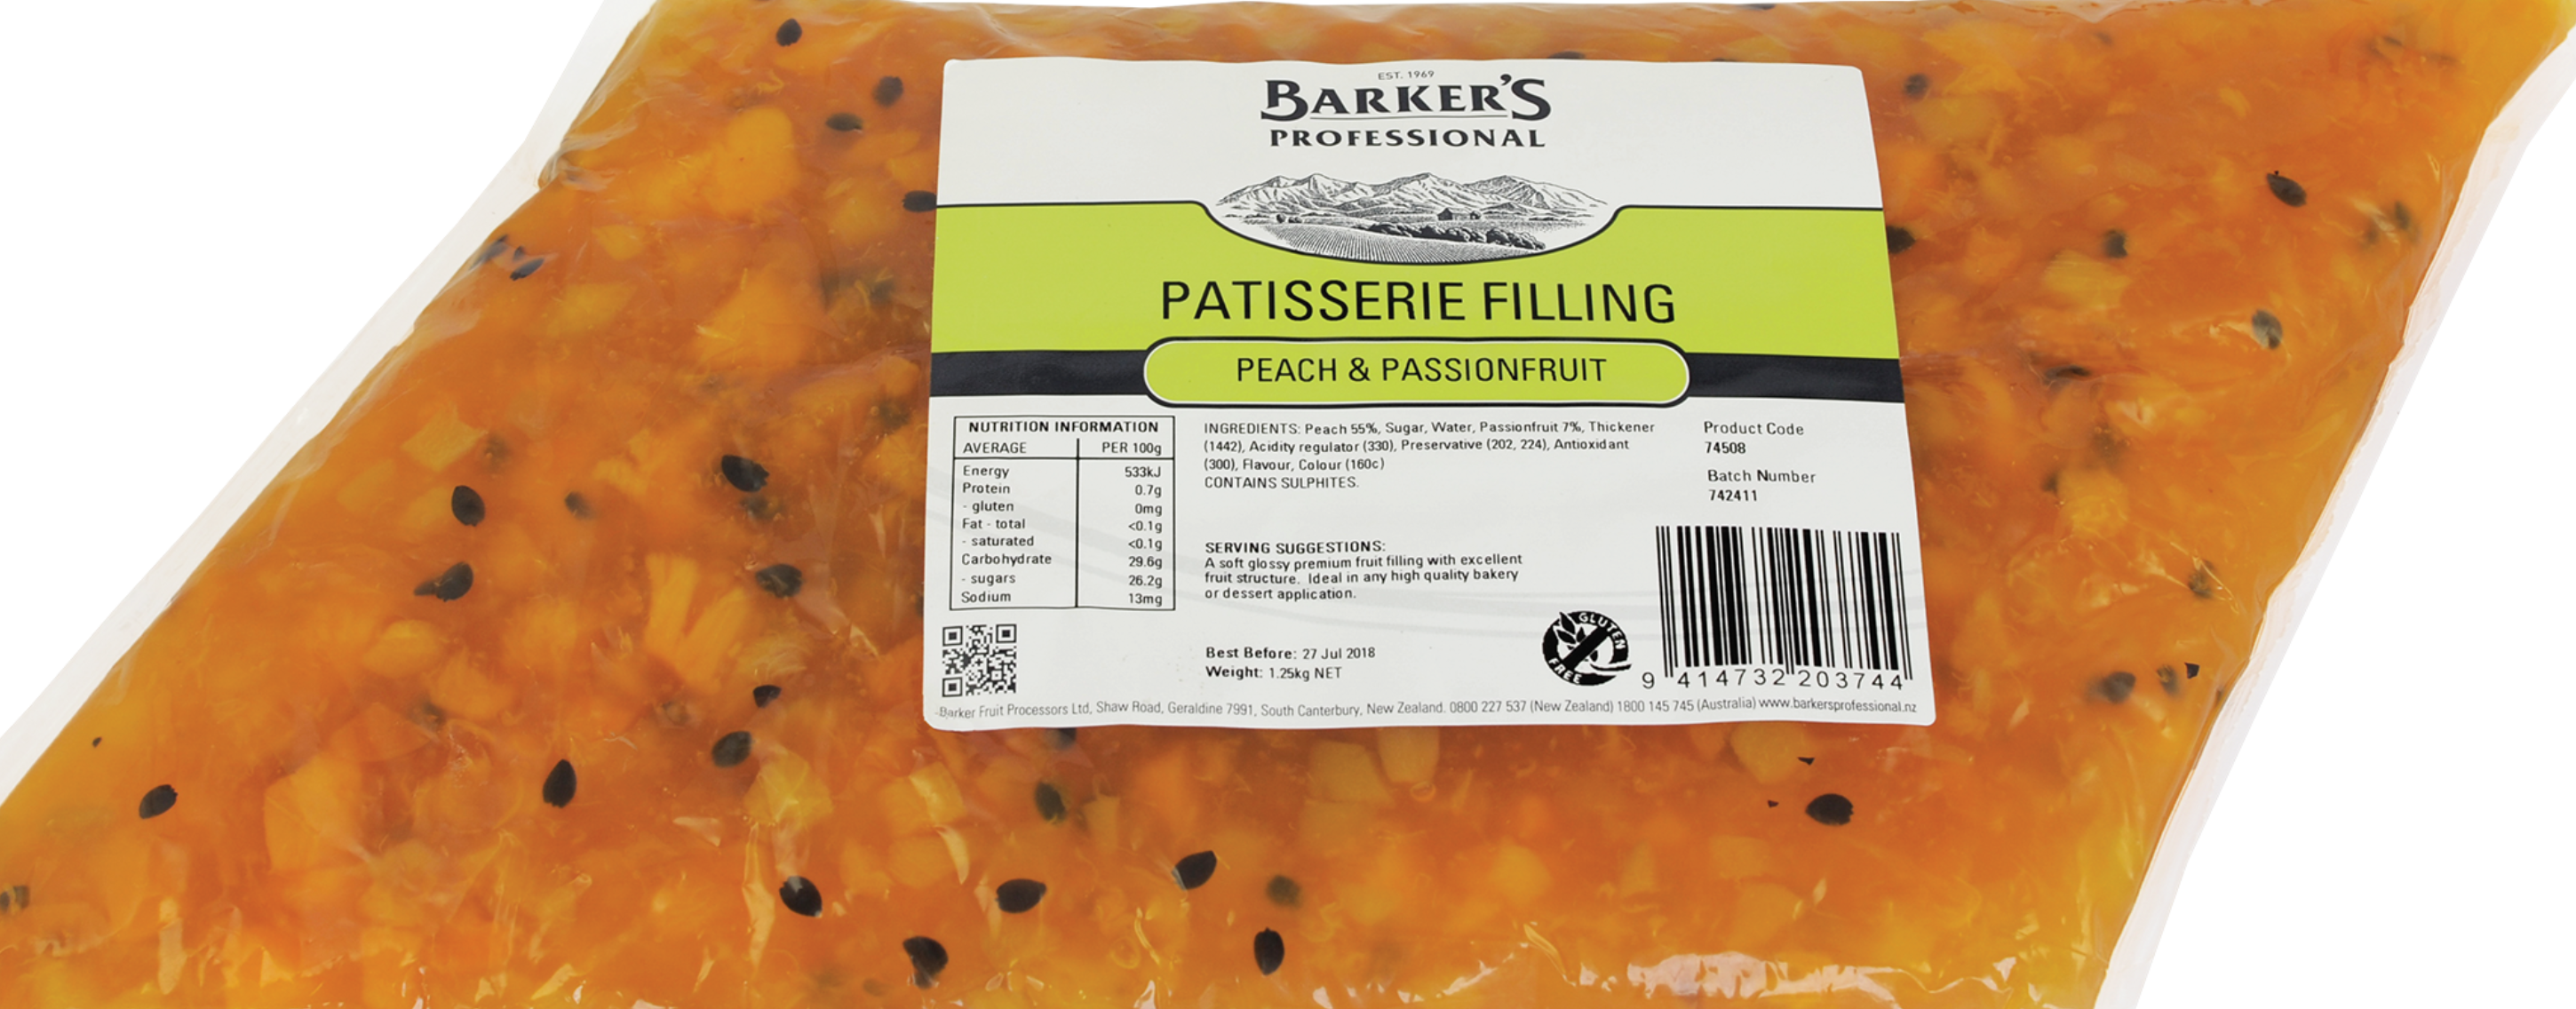 EST. 1969
BARKER'S
PROFESSIONAL
PATISSERIE FILLING
PEACH & PASSIONFRUIT
NUTRITION INFORMATION
AVERAGE PER 100g
Energy 533kJ
Protein 0.7g
- gluten 0mg
Fat - total <0.1g
- saturated <0.1g
Carbohydrate 29.6g
- sugars 26.2g
Sodium 13mg
INGREDIENTS: Peach 55%, Sugar, Water, Passionfruit 7%, Thickener
(1442), Acidity regulator (330), Preservative (202, 224), Antioxidant
(300), Flavour, Colour (160c)
CONTAINS SULPHITES.
SERVING SUGGESTIONS:
A soft glossy premium fruit filling with excellent
fruit structure. Ideal in any high quality bakery
or dessert application.
Best Before: 27 Jul 2018
Weight: 1.25kg NET
Product Code
74508
Batch Number
742411
GLUTEN
FREE
9 414732 203744
Barker Fruit Processors Ltd, Shaw Road, Geraldine 7991, South Canterbury, New Zealand. 0800 227 537 (New Zealand) 1800 145 745 (Australia) www.barkersprofessional.nz